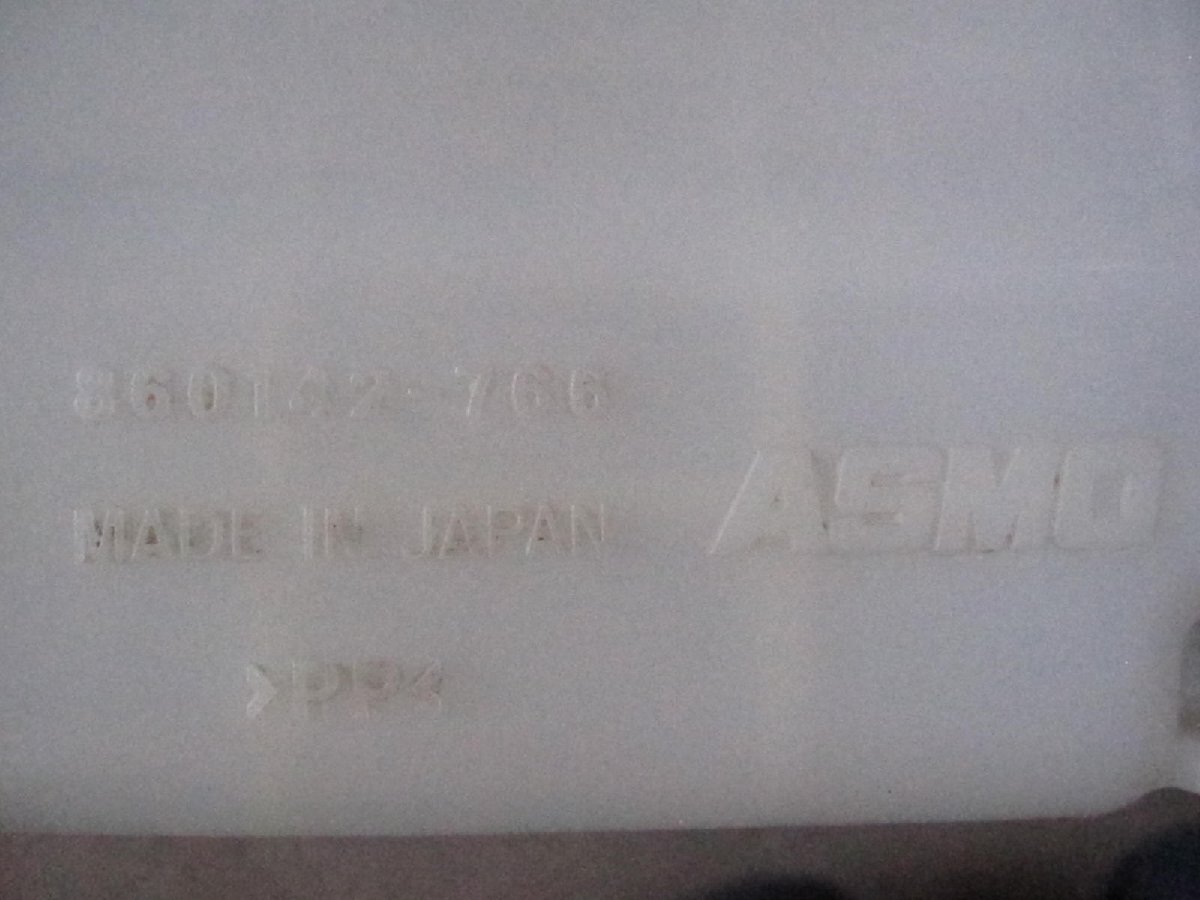 860142-766
MADE IN JAPAN
ASMO
>PP<